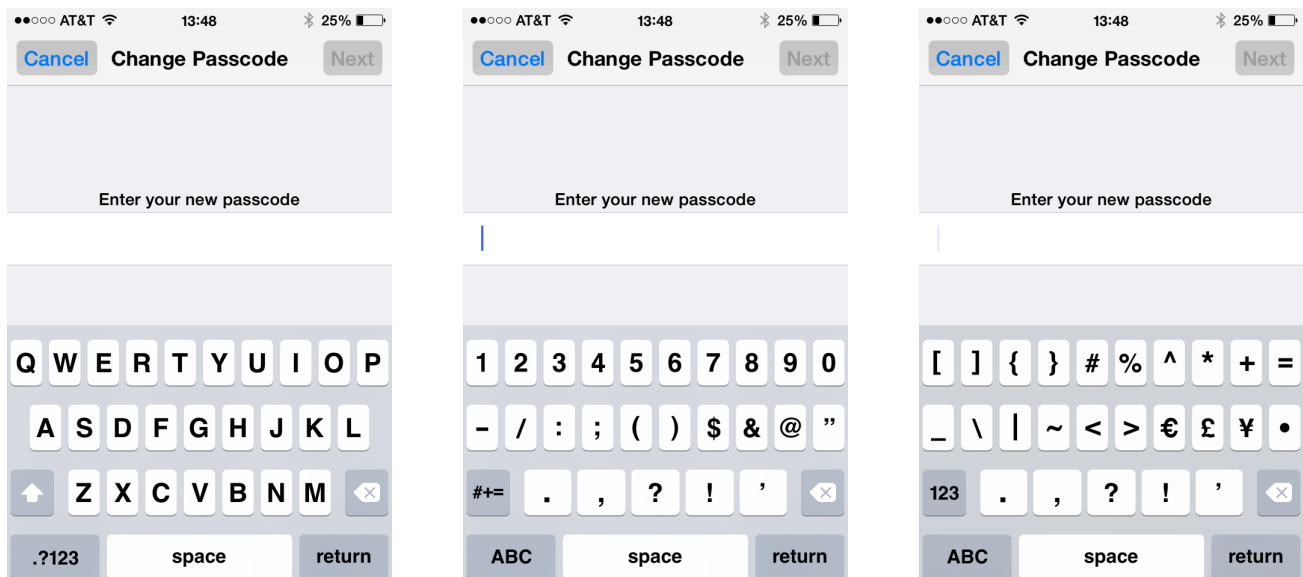 AT&T 13:48 25%
Cancel Change Passcode Next
Enter your new passcode
Q W E R T Y U I O P
A S D F G H J K L
Z X C V B N M
.?123 space return
AT&T 13:48 25%
Cancel Change Passcode Next
Enter your new passcode
1 2 3 4 5 6 7 8 9 0
- / : ; ( ) $ & @ ”
#+= . , ? ! ’
ABC space return
AT&T 13:48 25%
Cancel Change Passcode Next
Enter your new passcode
[ ] { } # % ^ * + =
_ \ | ~ < > € £ ¥ •
123 . , ? ! ’
ABC space return